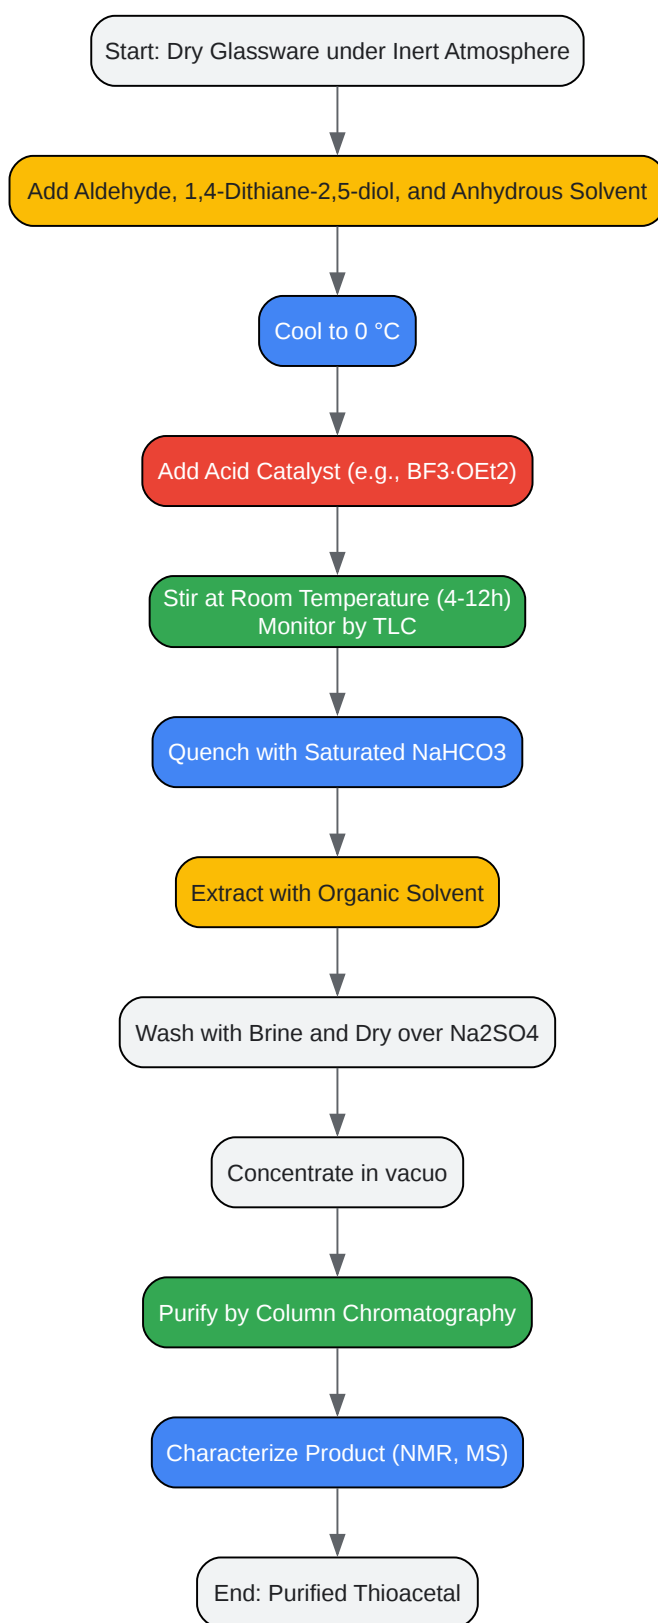 Start: Dry Glassware under Inert Atmosphere
Add Aldehyde, 1,4-Dithiane-2,5-diol, and Anhydrous Solvent
Cool to 0 °C
Add Acid Catalyst (e.g., BF3·OEt2)
Stir at Room Temperature (4-12h)
Monitor by TLC
Quench with Saturated NaHCO3
Extract with Organic Solvent
Wash with Brine and Dry over Na2SO4
Concentrate in vacuo
Purify by Column Chromatography
Characterize Product (NMR, MS)
End: Purified Thioacetal